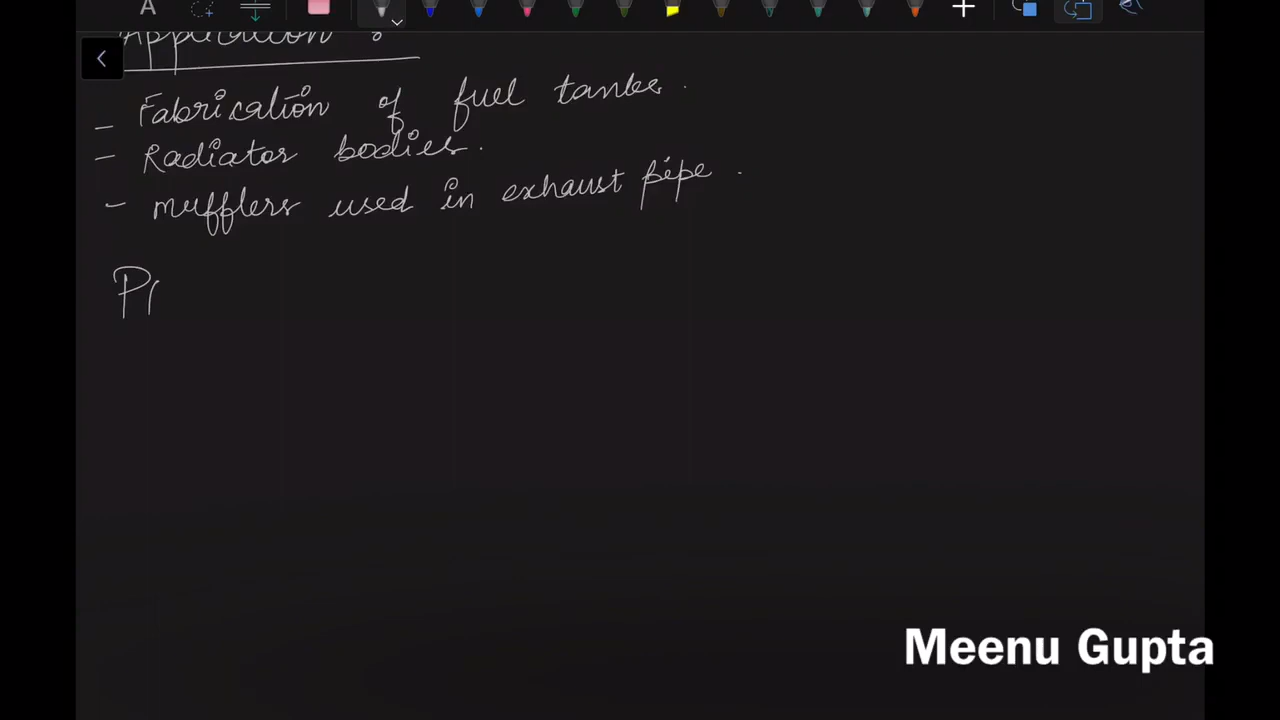 Application :
- Fabrication of fuel tanks.
- Radiator bodies.
- Mufflers used in exhaust pipe.
Pr
Meenu Gupta